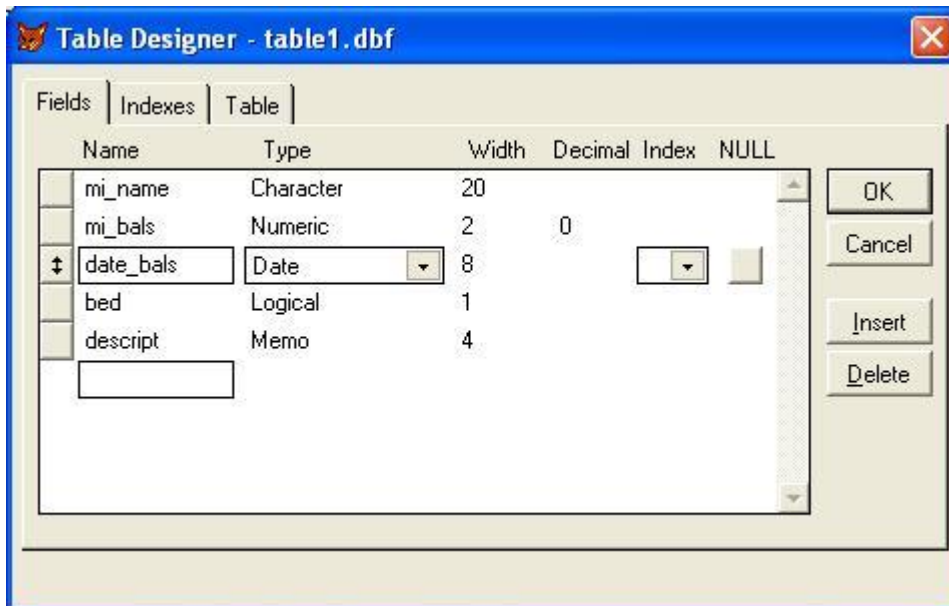 Table Designer - table1.dbf
Fields Indexes Table
Name Type Width Decimal Index NULL
mi_name Character 20
mi_bals Numeric 2 0
date_bals Date 8
bed Logical 1
descript Memo 4
OK
Cancel
Insert
Delete